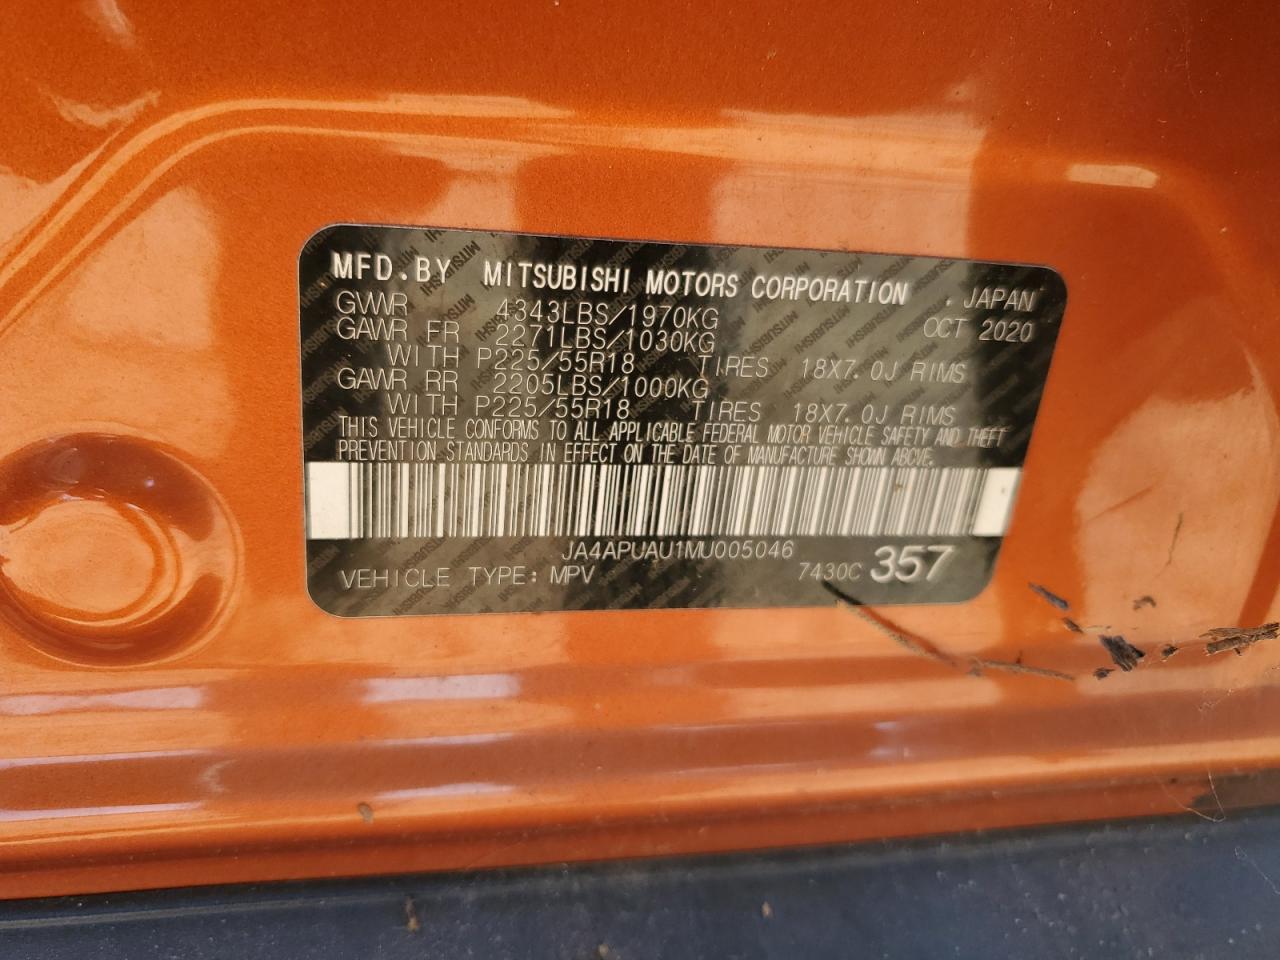 MFD.BY MITSUBISHI MOTORS CORPORATION , JAPAN
GVWR 4343LBS/1970KG OCT 2020
GAWR FR 2271LBS/1030KG
WITH P225/55R18 TIRES 18X7.0J RIMS
GAWR RR 2205LBS/1000KG
WITH P225/55R18 TIRES 18X7.0J RIMS
THIS VEHICLE CONFORMS TO ALL APPLICABLE FEDERAL MOTOR VEHICLE SAFETY AND THEFT
PREVENTION STANDARDS IN EFFECT ON THE DATE OF MANUFACTURE SHOWN ABOVE.
JA4APUAU1MU005046
VEHICLE TYPE: MPV 7430C 357